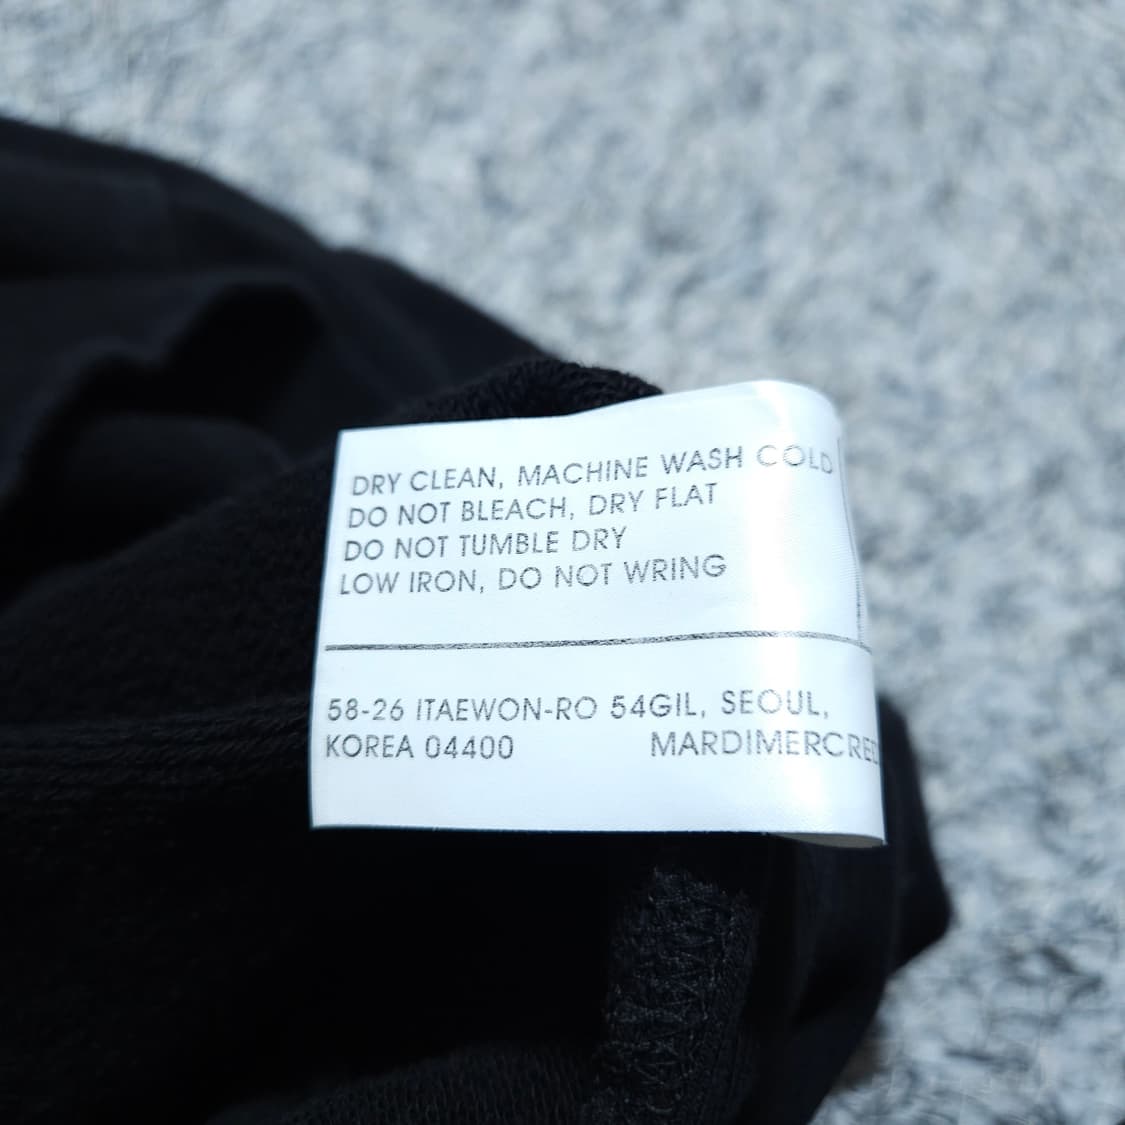 DRY CLEAN, MACHINE WASH COLD
DO NOT BLEACH, DRY FLAT
DO NOT TUMBLE DRY
LOW IRON, DO NOT WRING
58-26 ITAEWON-RO 54GIL, SEOUL,
KOREA 04400 MARDIMERCRED